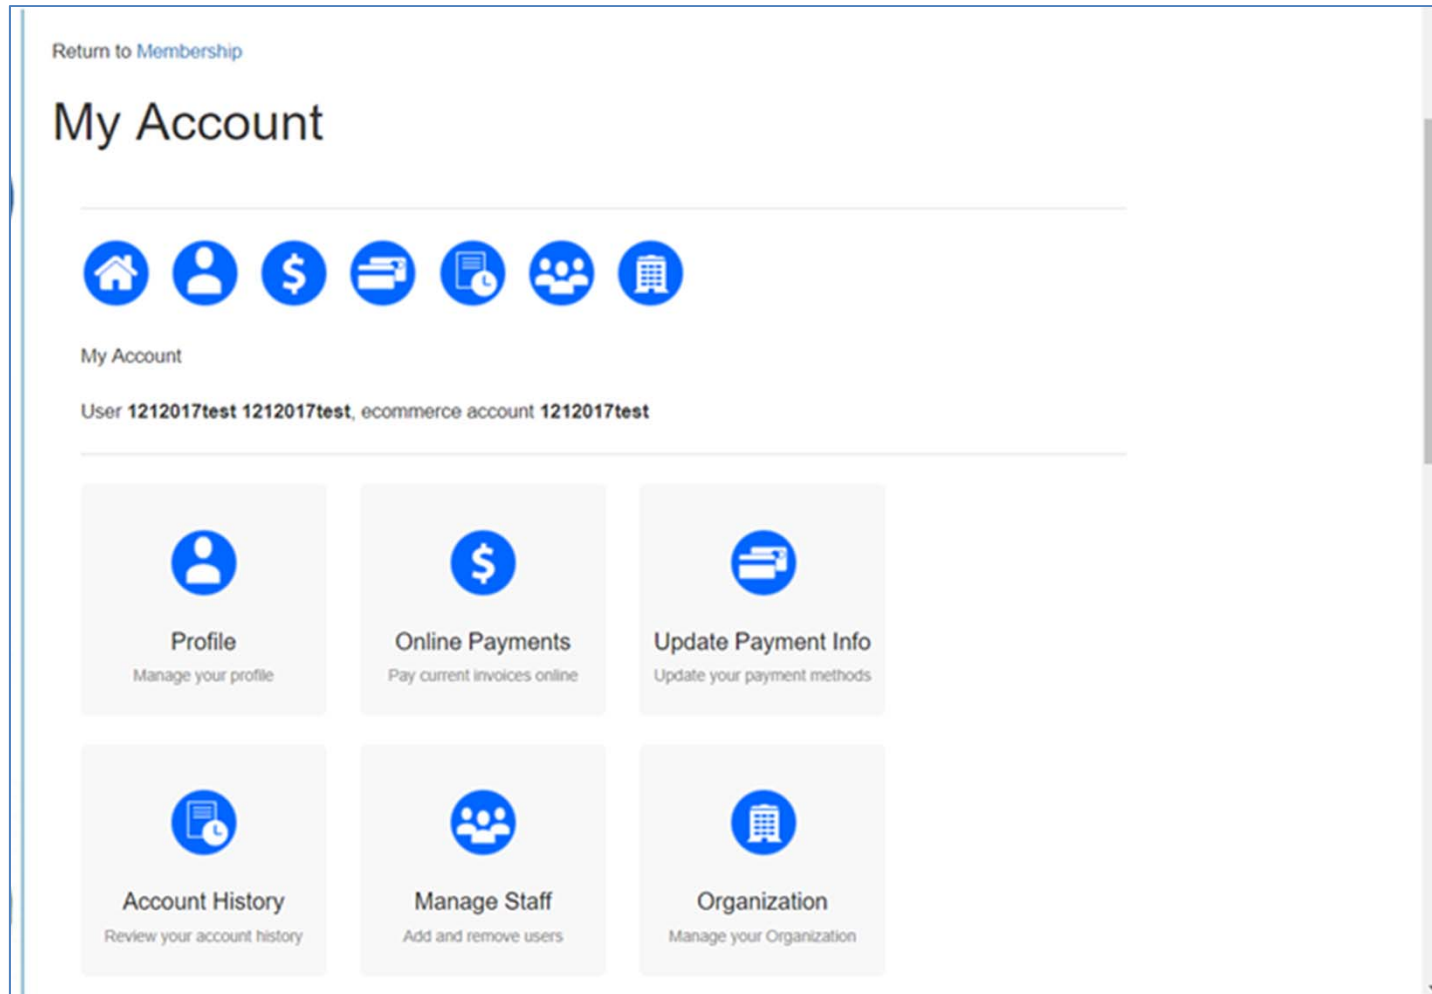 Return to Membership
My Account
My Account
User 1212017test 1212017test, ecommerce account 1212017test
Profile
Manage your profile
Online Payments
Pay current invoices online
Update Payment Info
Update your payment methods
Account History
Review your account history
Manage Staff
Add and remove users
Organization
Manage your Organization